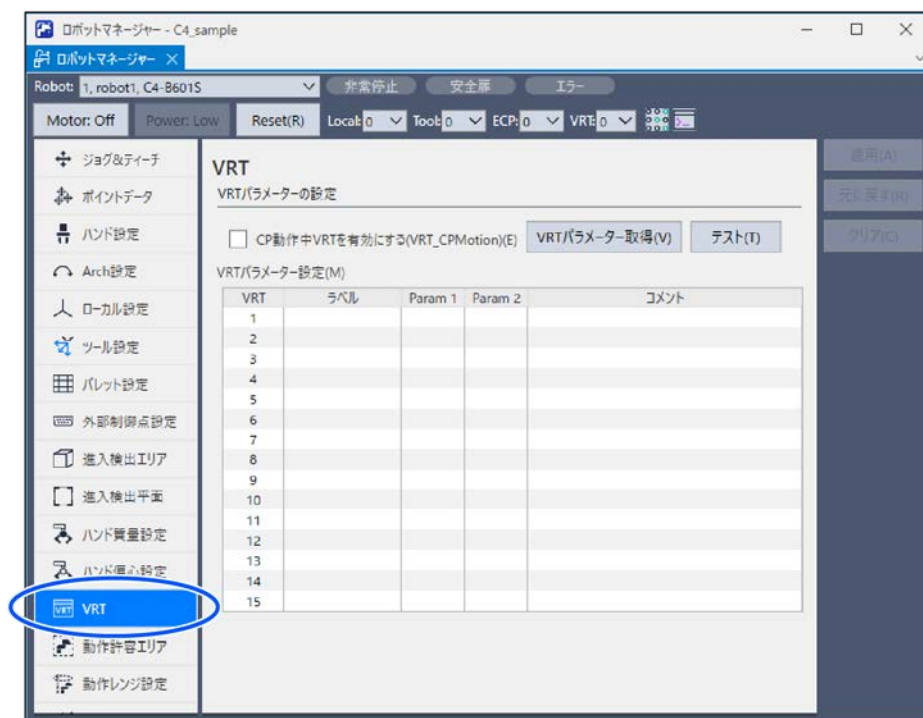 ロボットマネージャー - C4_sample
ロボットマネージャー
Robot: 1, robot1, C4-B601S 非常停止 安全扉 エラー
Motor: Off Power: Low Reset(R) Local: 0 Tool: 0 ECP: 0 VRT: 0
ジョグ&ティーチ
ポイントデータ
ハンド設定
Arch設定
ローカル設定
ツール設定
パレット設定
外部制御点設定
進入検出エリア
進入検出平面
ハンド質量設定
ハンド偏心設定
VRT
動作許容エリア
動作レンジ設定
VRT
VRTパラメーターの設定
CP動作中VRTを有効にする(VRT_CPMotion)(E) VRTパラメーター取得(V) テスト(T)
VRTパラメーター設定(M)
VRT ラベル Param 1 Param 2 コメント
1
2
3
4
5
6
7
8
9
10
11
12
13
14
15
適用(A)
元に戻す(R)
クリア(C)